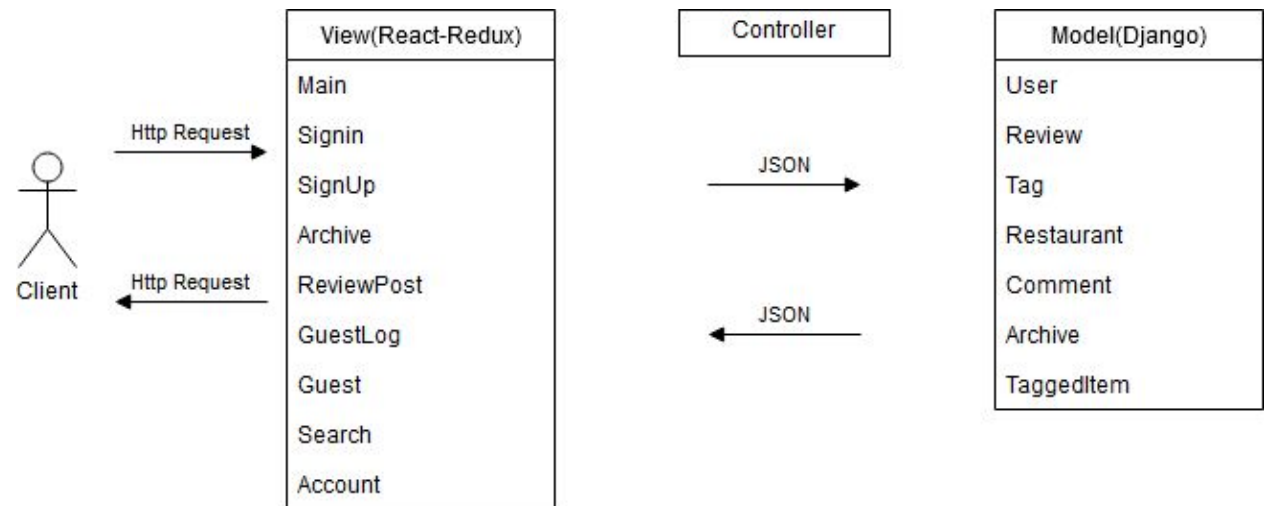 View(React-Redux)
Main
Signin
SignUp
Archive
ReviewPost
GuestLog
Guest
Search
Account
Controller
Model(Django)
User
Review
Tag
Restaurant
Comment
Archive
TaggedItem
Http Request
Http Request
Client
JSON
JSON